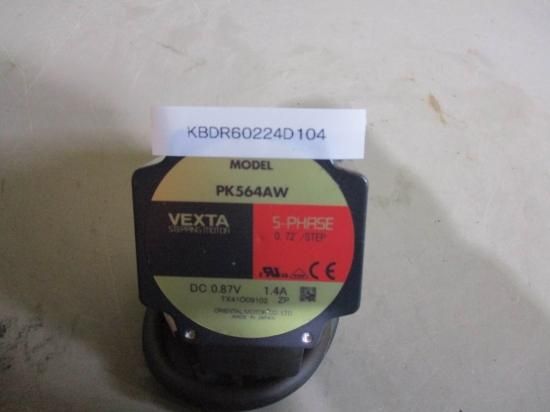 KBDR60224D104
MODEL
PK564AW
VEXTA
STEPPING MOTOR
5-PHASE
0.72°/STEP
DC 0.87V 1.4A
ZP
ORIENTAL MOTOR CO. LTD.
MADE IN JAPAN